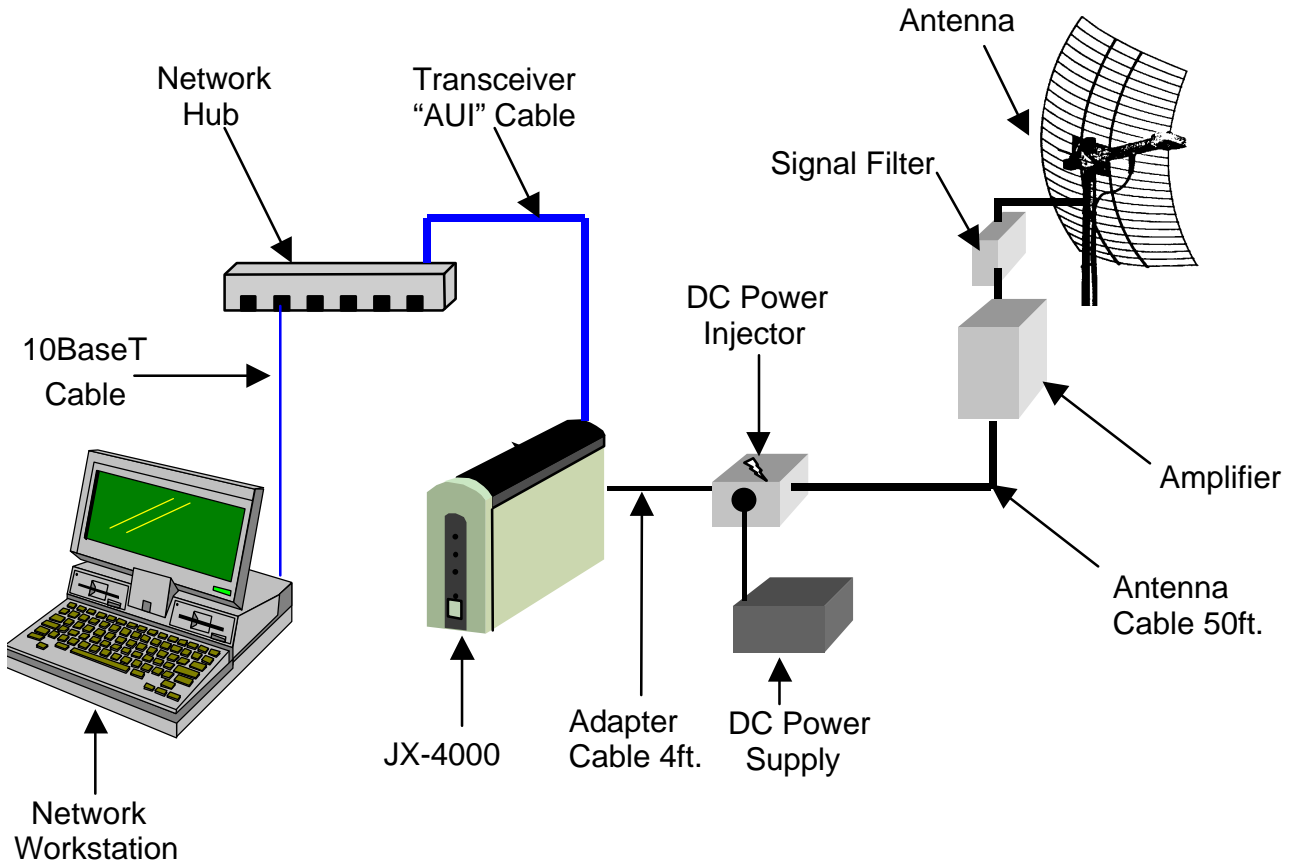 Antenna
Network
Hub
Transceiver
“AUI” Cable
Signal Filter
DC Power
Injector
10BaseT
Cable
Amplifier
Antenna
Cable 50ft.
JX-4000
Adapter
Cable 4ft.
DC Power
Supply
Network
Workstation